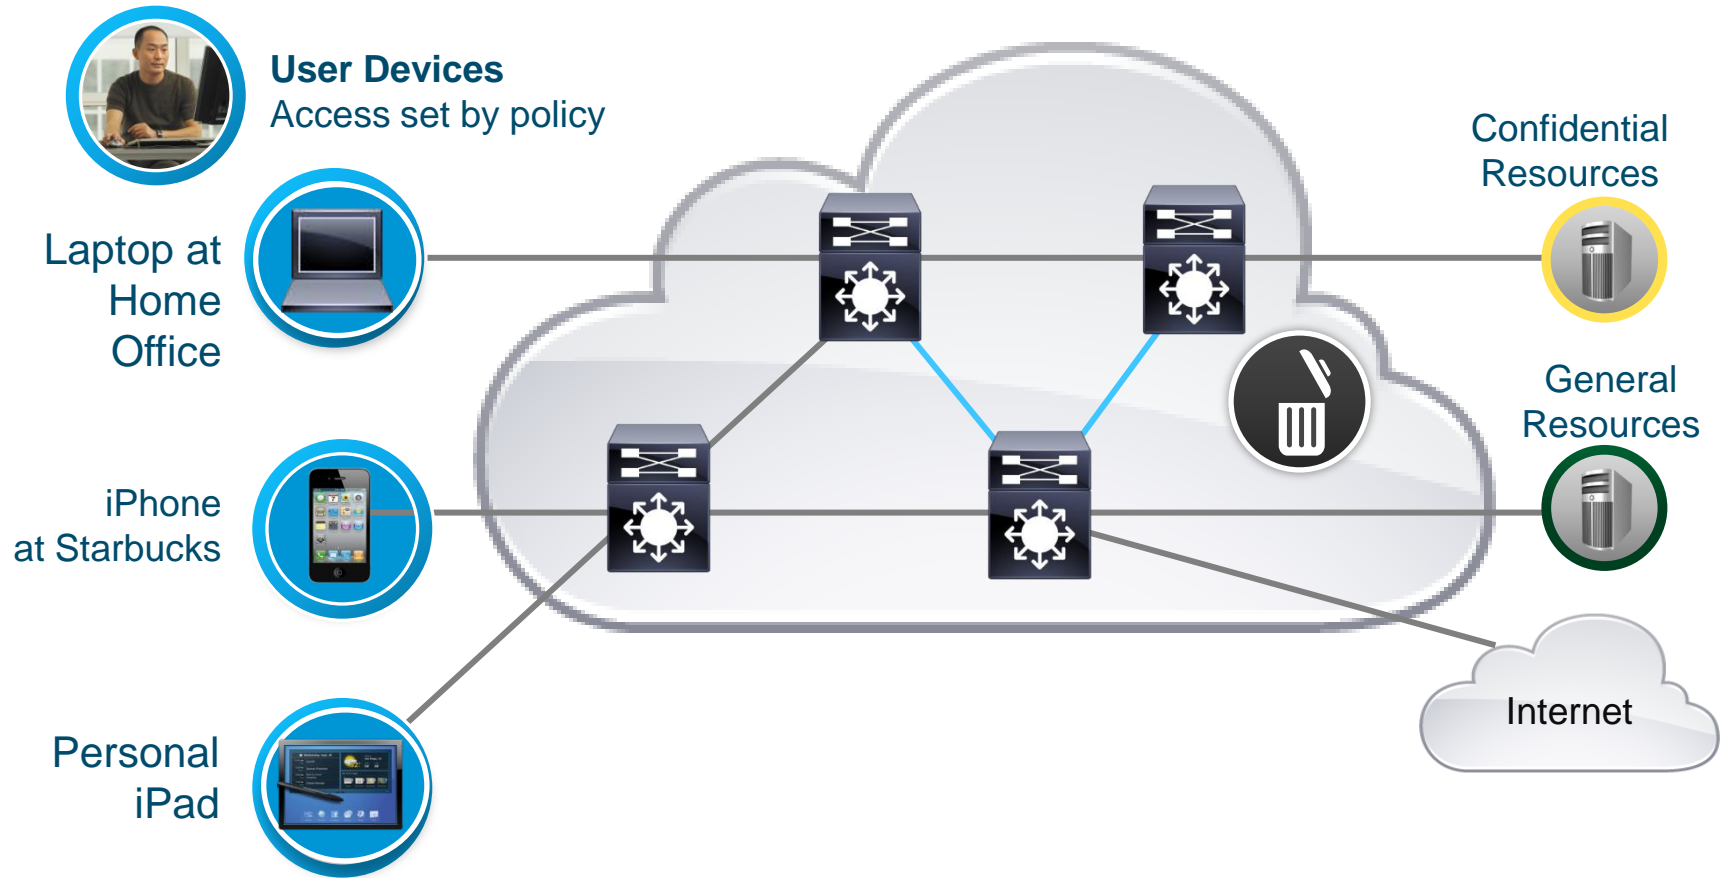 User Devices
Access set by policy
Laptop at
Home
Office
iPhone
at Starbucks
Personal
iPad
Confidential
Resources
General
Resources
Internet